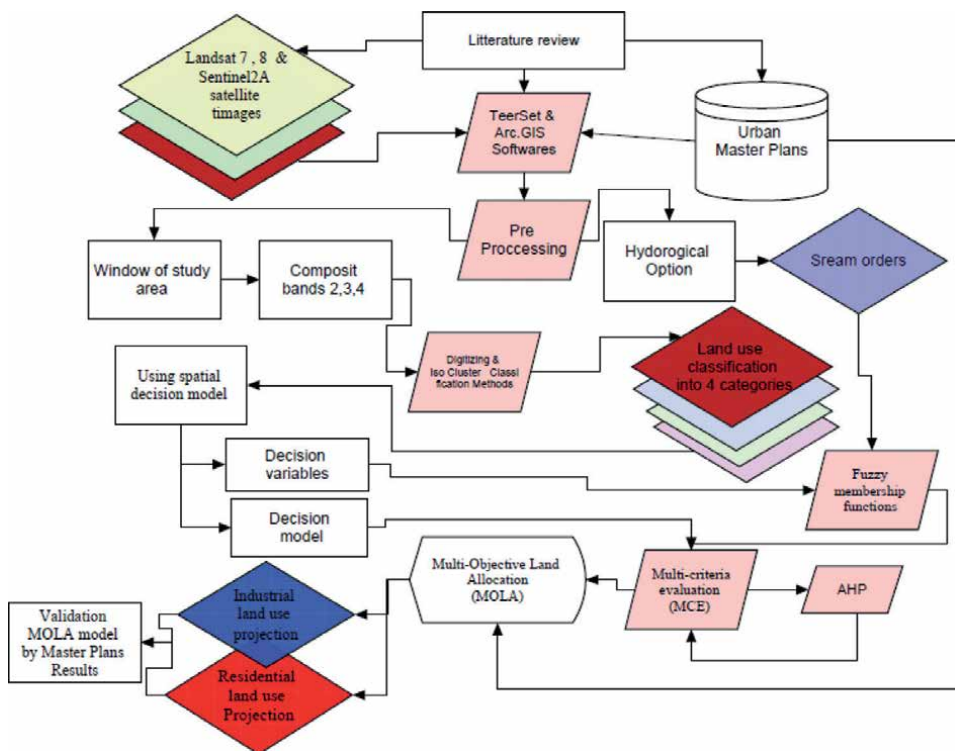 Litterature review
Landsat 7 , 8 &
Sentinel2A
satellite
timages
TeerSet &
Arc.GIS
Softwares
Urban
Master Plans
Pre
Proccessing
Window of study
area
Composit
bands 2,3,4
Hydorogical
Option
Sream orders
Digitizing &
Iso Cluster Classi
fication Methods
Land use
classification
into 4 categories
Using spatial
decision model
Decision
variables
Fuzzy
membership
functions
Decision
model
Multi-Objective Land
Allocation
(MOLA)
Multi-criteria
evaluation
(MCE)
AHP
Industrial
land use
projection
Validation
MOLA model
by Master Plans
Results
Residential
land use
Projection